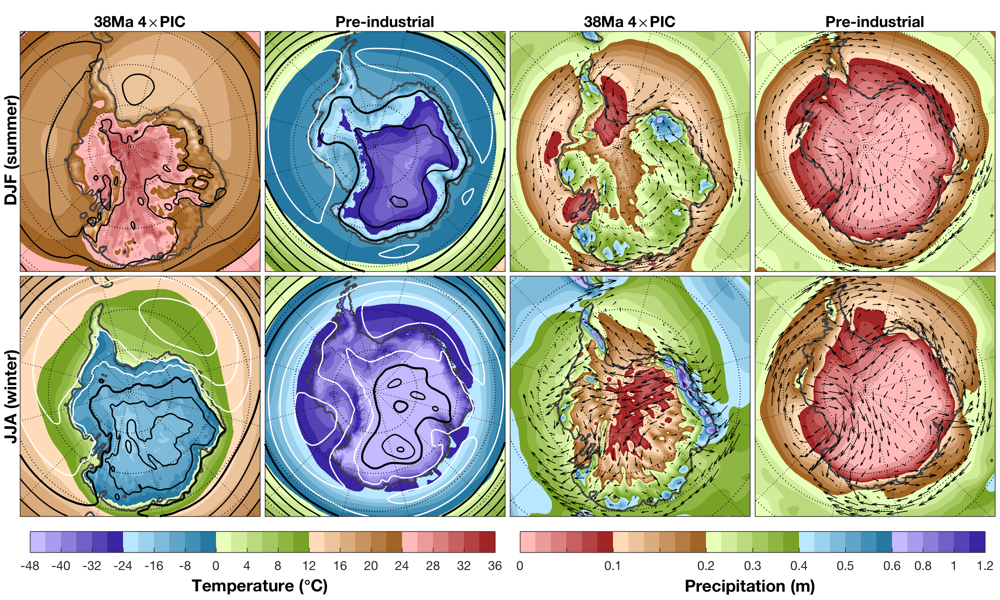 38Ma 4×PIC
Pre-industrial
38Ma 4×PIC
Pre-industrial
DJF (summer)
JJA (winter)
-48 -40 -32 -24 -16 -8 0 4 8 12 16 20 24 28 32 36
Temperature (°C)
0 0.1 0.2 0.3 0.4 0.5 0.6 0.8 1 1.2
Precipitation (m)